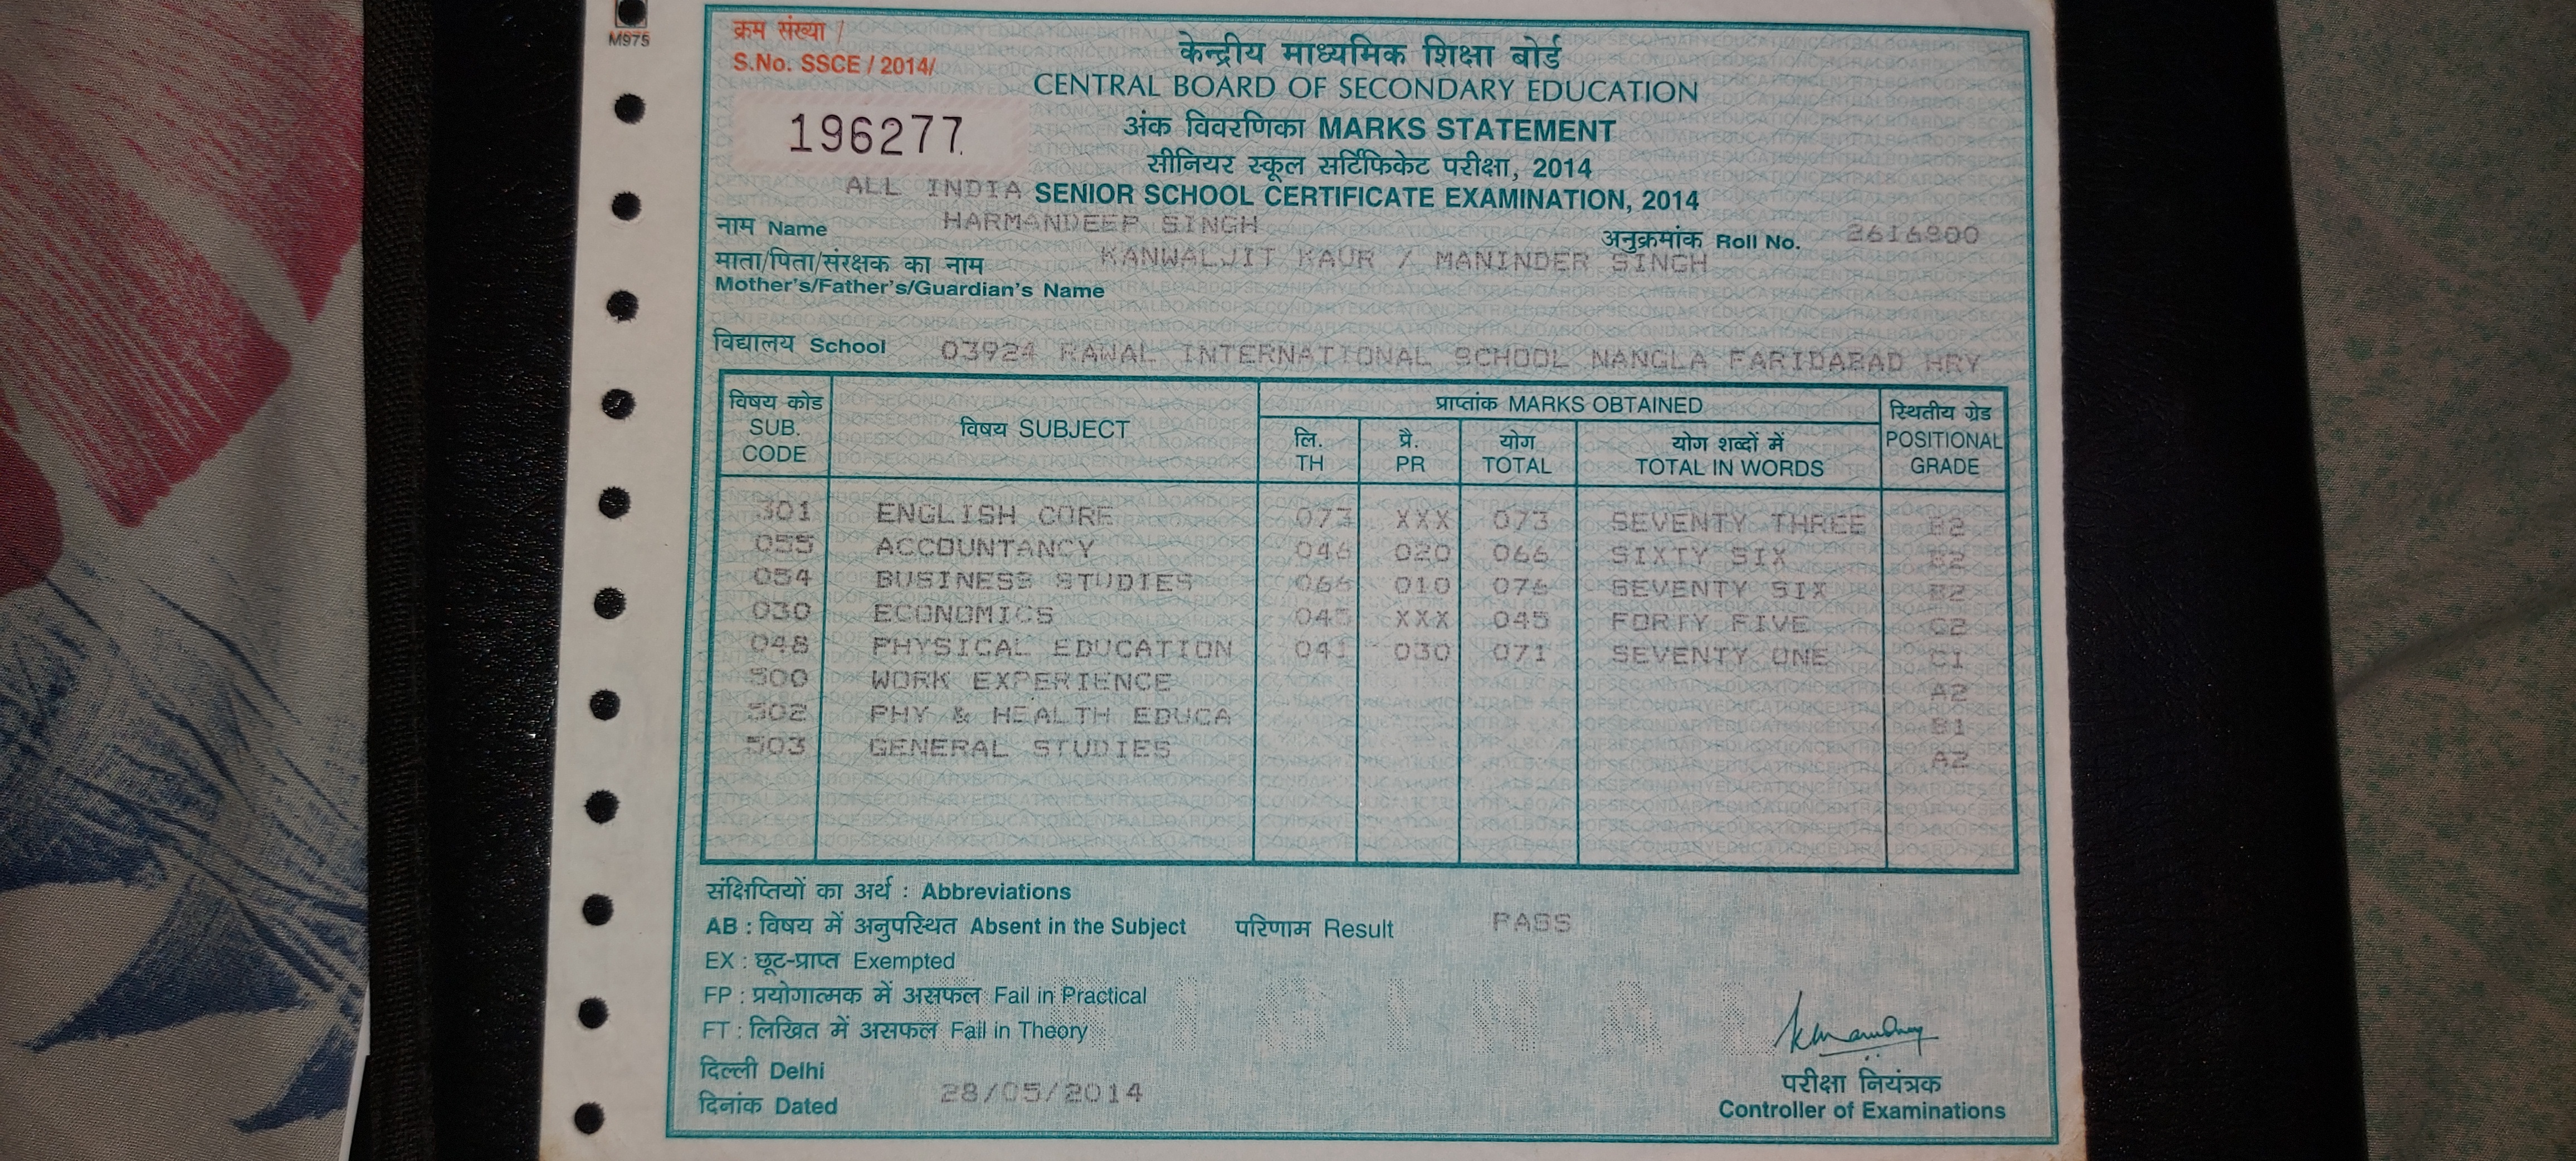 M975
क्रम संख्या /
S.No. SSCE / 2014/
196277
केन्द्रीय माध्यमिक शिक्षा बोर्ड
CENTRAL BOARD OF SECONDARY EDUCATION
अंक विवरणिका MARKS STATEMENT
सीनियर स्कूल सर्टिफिकेट परीक्षा, 2014
ALL INDIA SENIOR SCHOOL CERTIFICATE EXAMINATION, 2014
नाम Name HARMANDEEP SINGH अनुक्रमांक Roll No. 2616900
माता/पिता/संरक्षक का नाम KANWALJIT KAUR / MANINDER SINGH
Mother's/Father's/Guardian's Name
विद्यालय School 03924 RAWAL INTERNATIONAL SCHOOL NANGLA FARIDABAD HRY
विषय कोड SUB. CODE विषय SUBJECT प्राप्तांक MARKS OBTAINED स्थितीय ग्रेड POSITIONAL GRADE
लि. TH प्रै. PR योग TOTAL योग शब्दों में TOTAL IN WORDS
301 ENGLISH CORE 073 XXX 073 SEVENTY THREE B2
055 ACCOUNTANCY 046 020 066 SIXTY SIX
054 BUSINESS STUDIES 066 010 076 SEVENTY SIX B2
030 ECONOMICS 045 XXX 045 FORTY FIVE C2
048 PHYSICAL EDUCATION 041 030 071 SEVENTY ONE C1
500 WORK EXPERIENCE A2
502 PHY & HEALTH EDUCA B1
503 GENERAL STUDIES A2
संक्षिप्तियों का अर्थ : Abbreviations
AB : विषय में अनुपस्थित Absent in the Subject परिणाम Result PASS
EX : छूट-प्राप्त Exempted
FP : प्रयोगात्मक में असफल Fail in Practical
FT : लिखित में असफल Fail in Theory
दिल्ली Delhi
दिनांक Dated 28/05/2014
परीक्षा नियंत्रक
Controller of Examinations